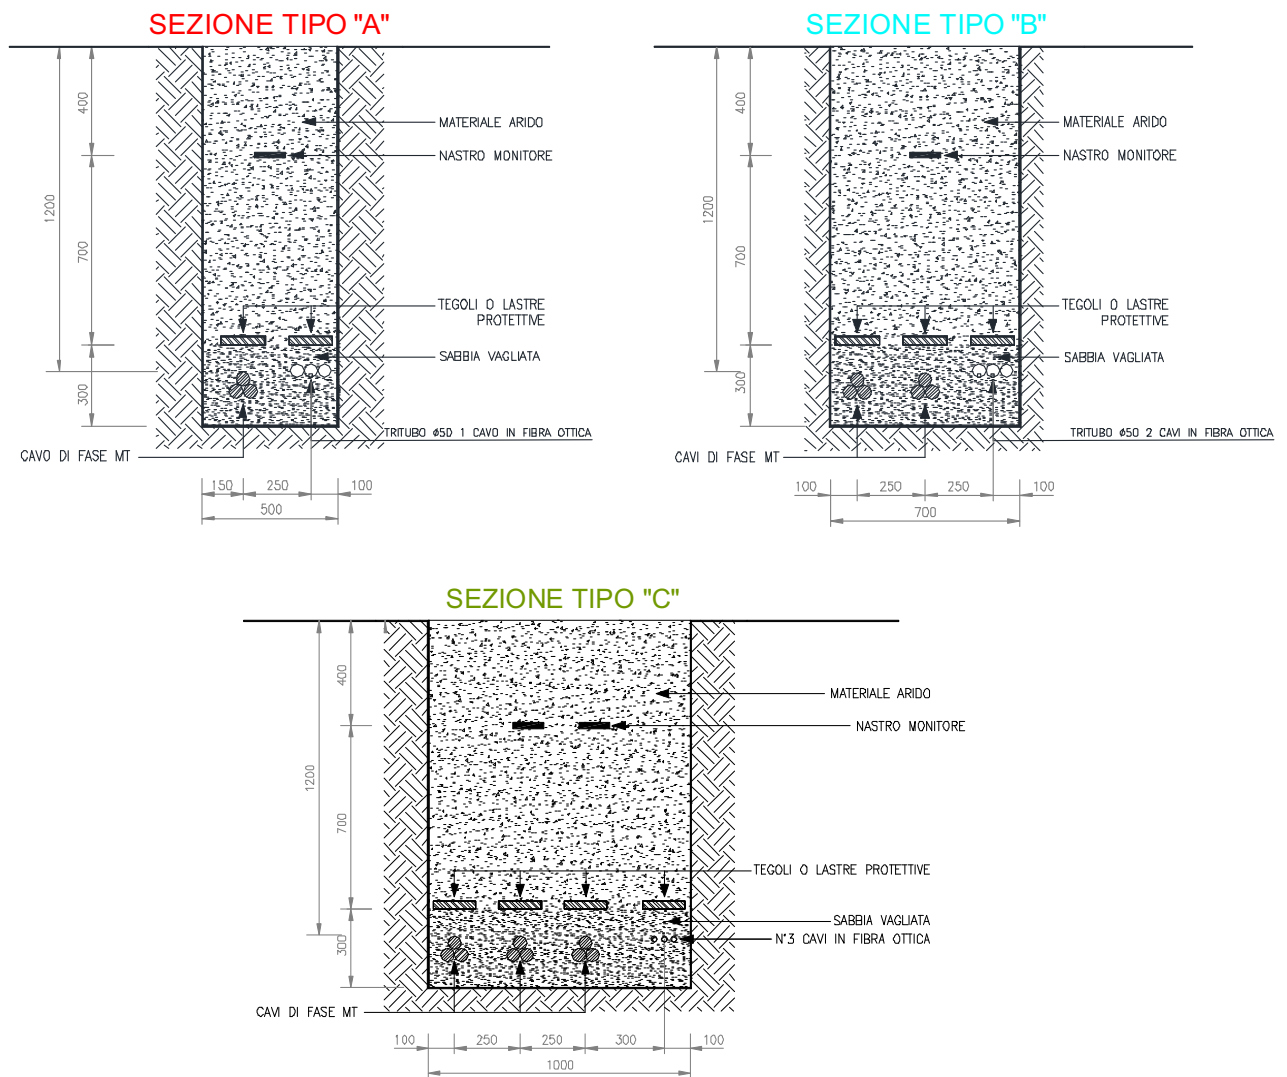 SEZIONE TIPO "A"
400
1200
700
300
MATERIALE ARIDO
NASTRO MONITORE
TEGOLI O LASTRE
PROTETTIVE
SABBIA VAGLIATA
TRITUBO ø50 1 CAVO IN FIBRA OTTICA
CAVO DI FASE MT
150 250 100
500
SEZIONE TIPO "B"
400
1200
700
300
MATERIALE ARIDO
NASTRO MONITORE
TEGOLI O LASTRE
PROTETTIVE
SABBIA VAGLIATA
TRITUBO ø50 2 CAVI IN FIBRA OTTICA
CAVI DI FASE MT
100 250 250 100
700
SEZIONE TIPO "C"
400
1200
700
300
MATERIALE ARIDO
NASTRO MONITORE
TEGOLI O LASTRE PROTETTIVE
SABBIA VAGLIATA
N°3 CAVI IN FIBRA OTTICA
CAVI DI FASE MT
100 250 250 300 100
1000